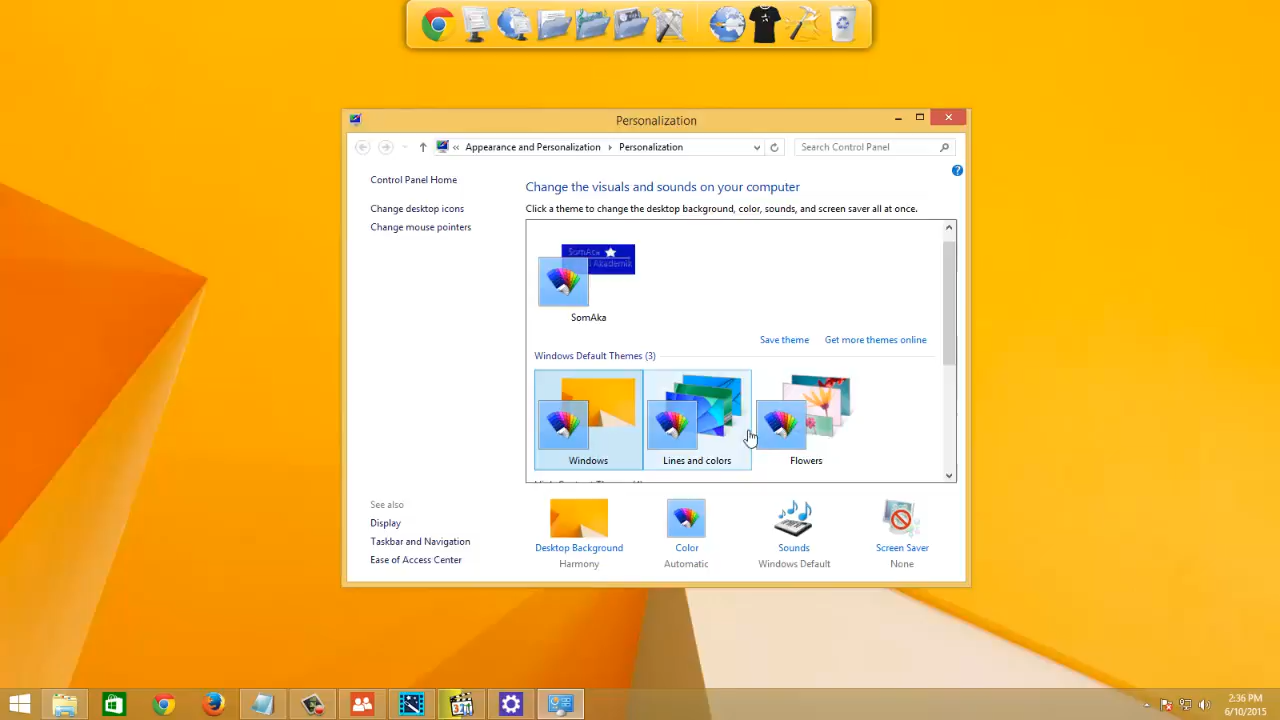 Personalization
Appearance and Personalization
Personalization
Search Control Panel
Control Panel Home
Change desktop icons
Change mouse pointers
Change the visuals and sounds on your computer
Click a theme to change the desktop background, color, sounds, and screen saver all at once.
SomAka
Akademik
SomAka
Save theme
Get more themes online
Windows Default Themes (3)
Windows
Lines and colors
Flowers
See also
Display
Taskbar and Navigation
Ease of Access Center
Desktop Background
Harmony
Color
Automatic
Sounds
Windows Default
Screen Saver
None
321
2:36 PM
6/10/2015